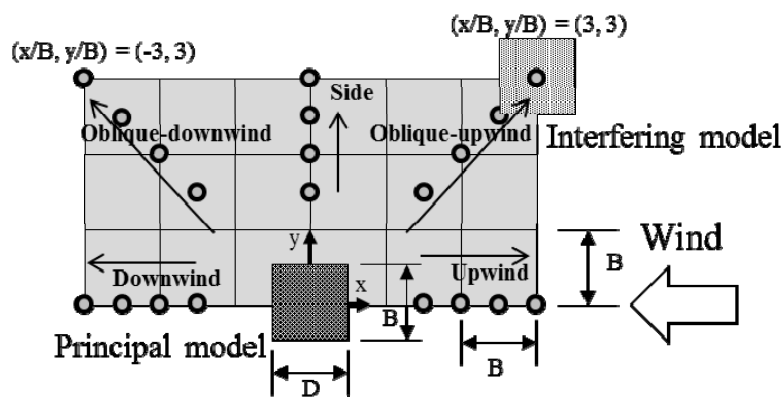 (x/B, y/B) = (-3, 3)
(x/B, y/B) = (3, 3)
Side
Oblique-downwind
Oblique-upwind
Interfering model
y
Wind
Downwind
Upwind
B
x
B
Principal model
B
D